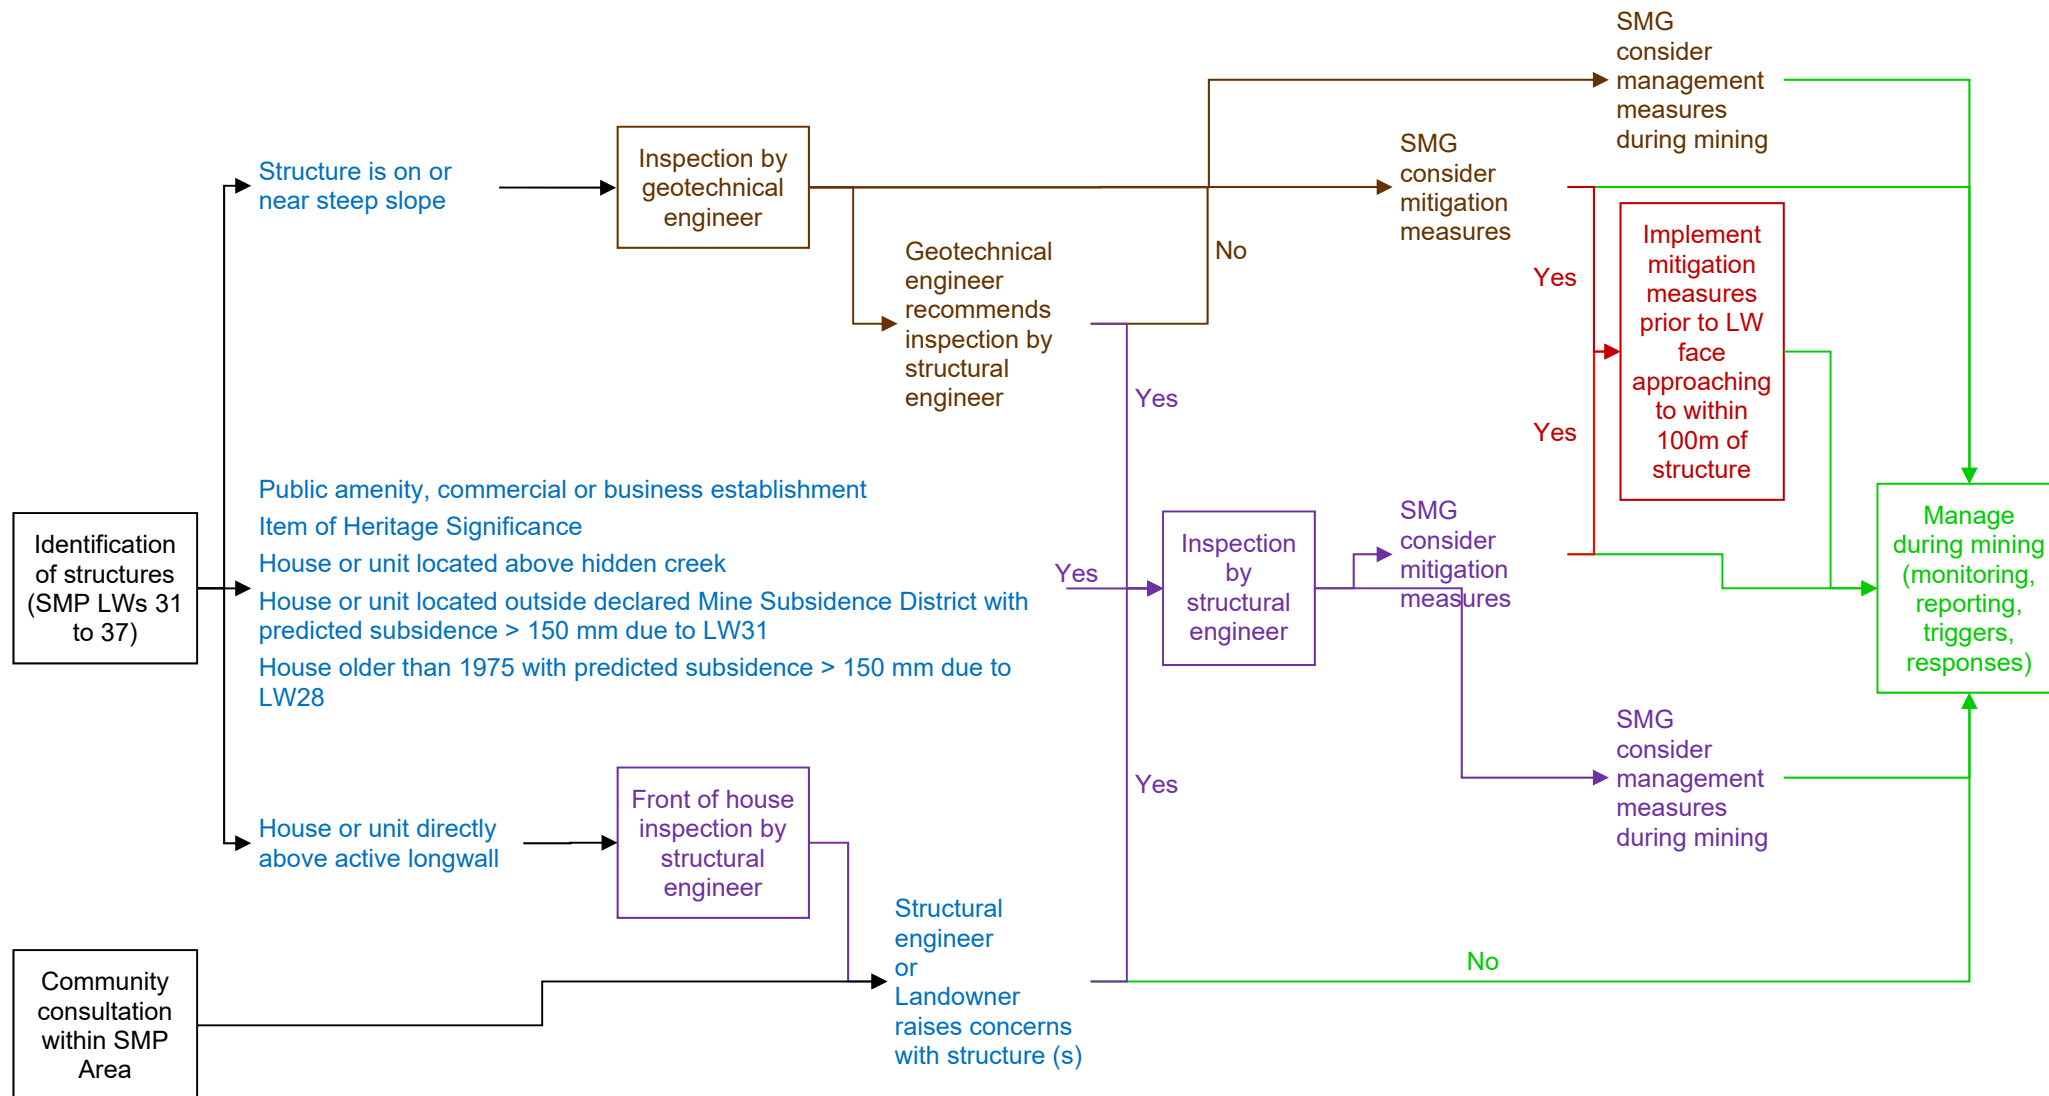 SMG
consider
management
measures
during mining
Structure is on or
near steep slope
Inspection by
geotechnical
engineer
SMG
consider
mitigation
measures
Geotechnical
engineer
recommends
inspection by
structural
engineer
No
Yes
Yes
Implement
mitigation
measures
prior to LW
face
approaching
to within
100m of
structure
Yes
Identification
of structures
(SMP LWs 31
to 37)
Public amenity, commercial or business establishment
Item of Heritage Significance
House or unit located above hidden creek
House or unit located outside declared Mine Subsidence District with
predicted subsidence > 150 mm due to LW31
House older than 1975 with predicted subsidence > 150 mm due to
LW28
Yes
Inspection
by
structural
engineer
SMG
consider
mitigation
measures
Manage
during mining
(monitoring,
reporting,
triggers,
responses)
SMG
consider
management
measures
during mining
Yes
House or unit directly
above active longwall
Front of house
inspection by
structural
engineer
Structural
engineer
or
Landowner
raises concerns
with structure (s)
No
Community
consultation
within SMP
Area